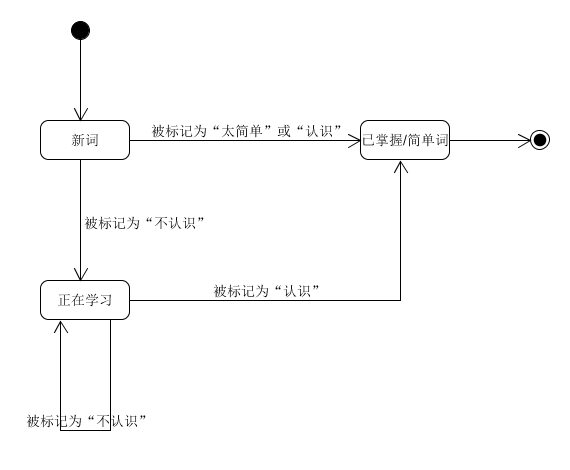 被标记为“太简单”或“认识”
新词
已掌握/简单词
被标记为“不认识”
正在学习
被标记为“认识”
被标记为“不认识”